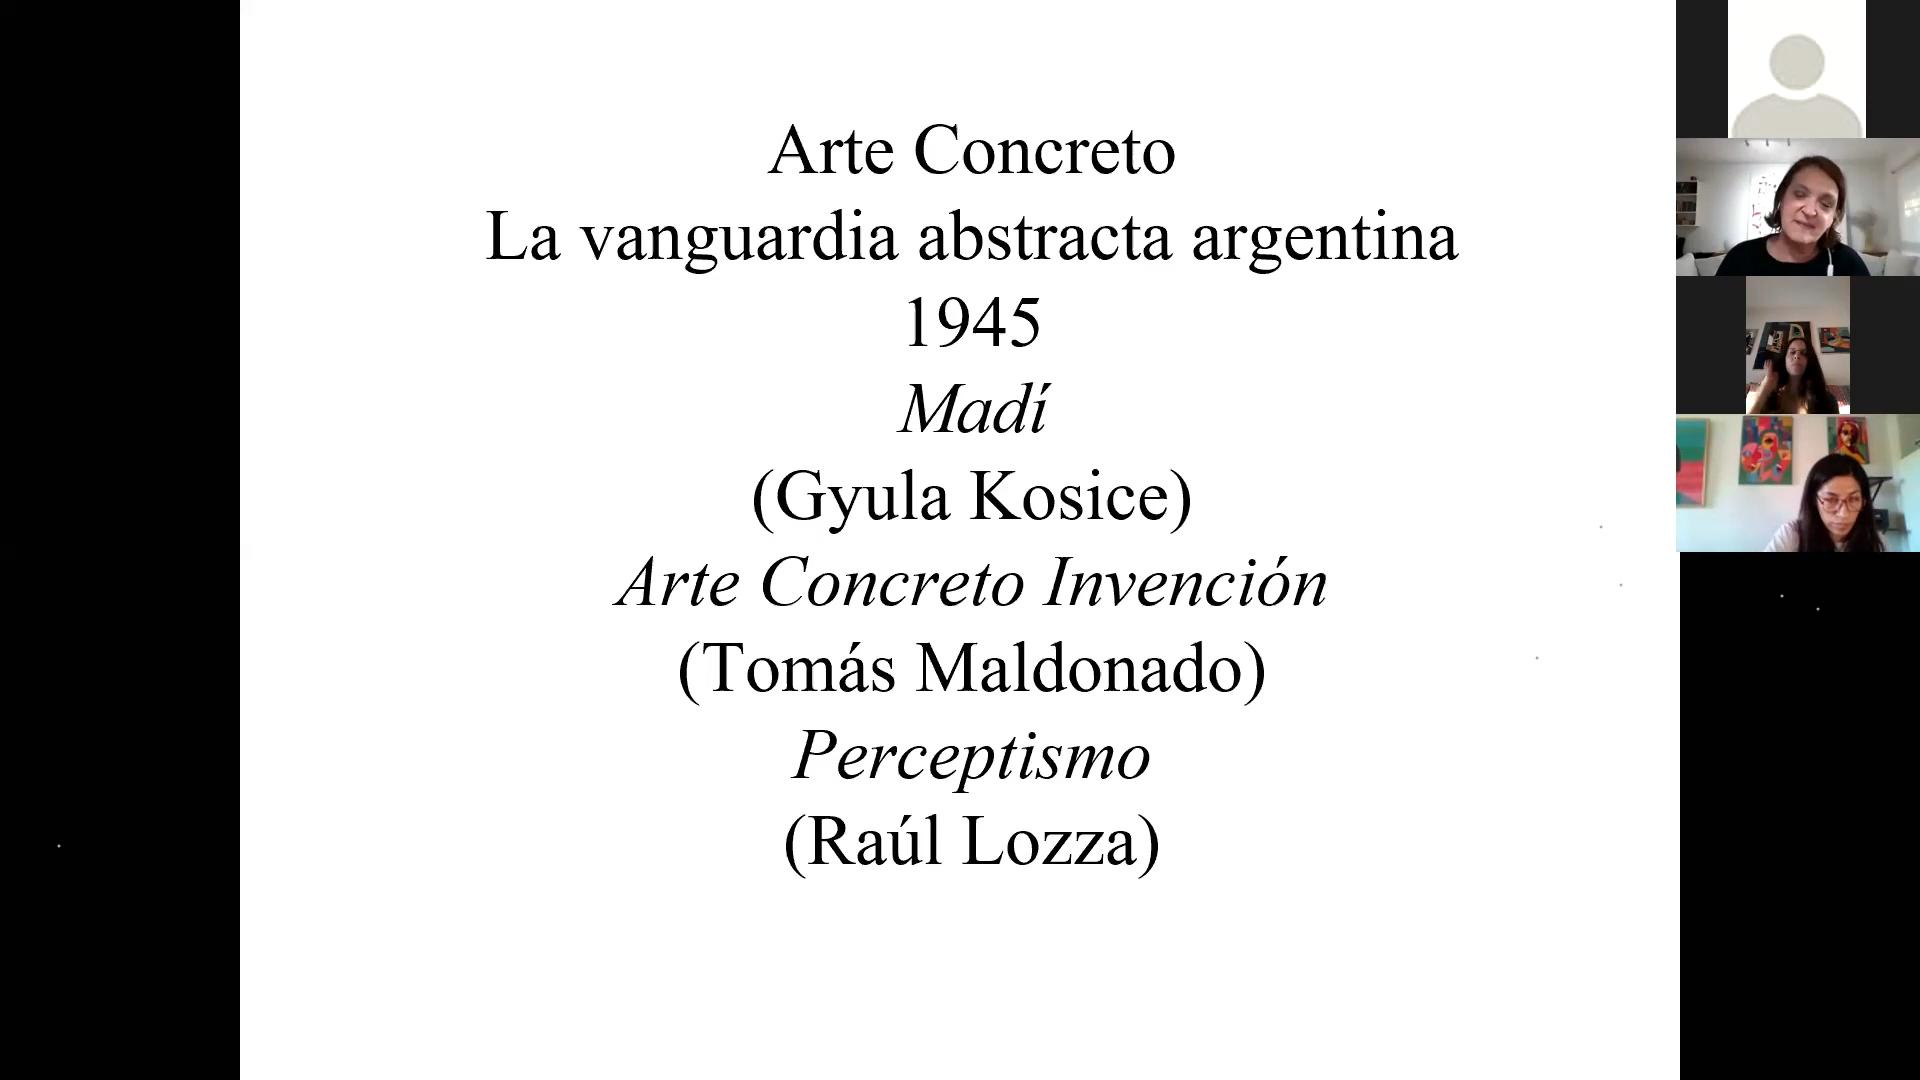 Arte Concreto
La vanguardia abstracta argentina
1945
Madí
(Gyula Kosice)
Arte Concreto Invención
(Tomás Maldonado)
Perceptismo
(Raúl Lozza)